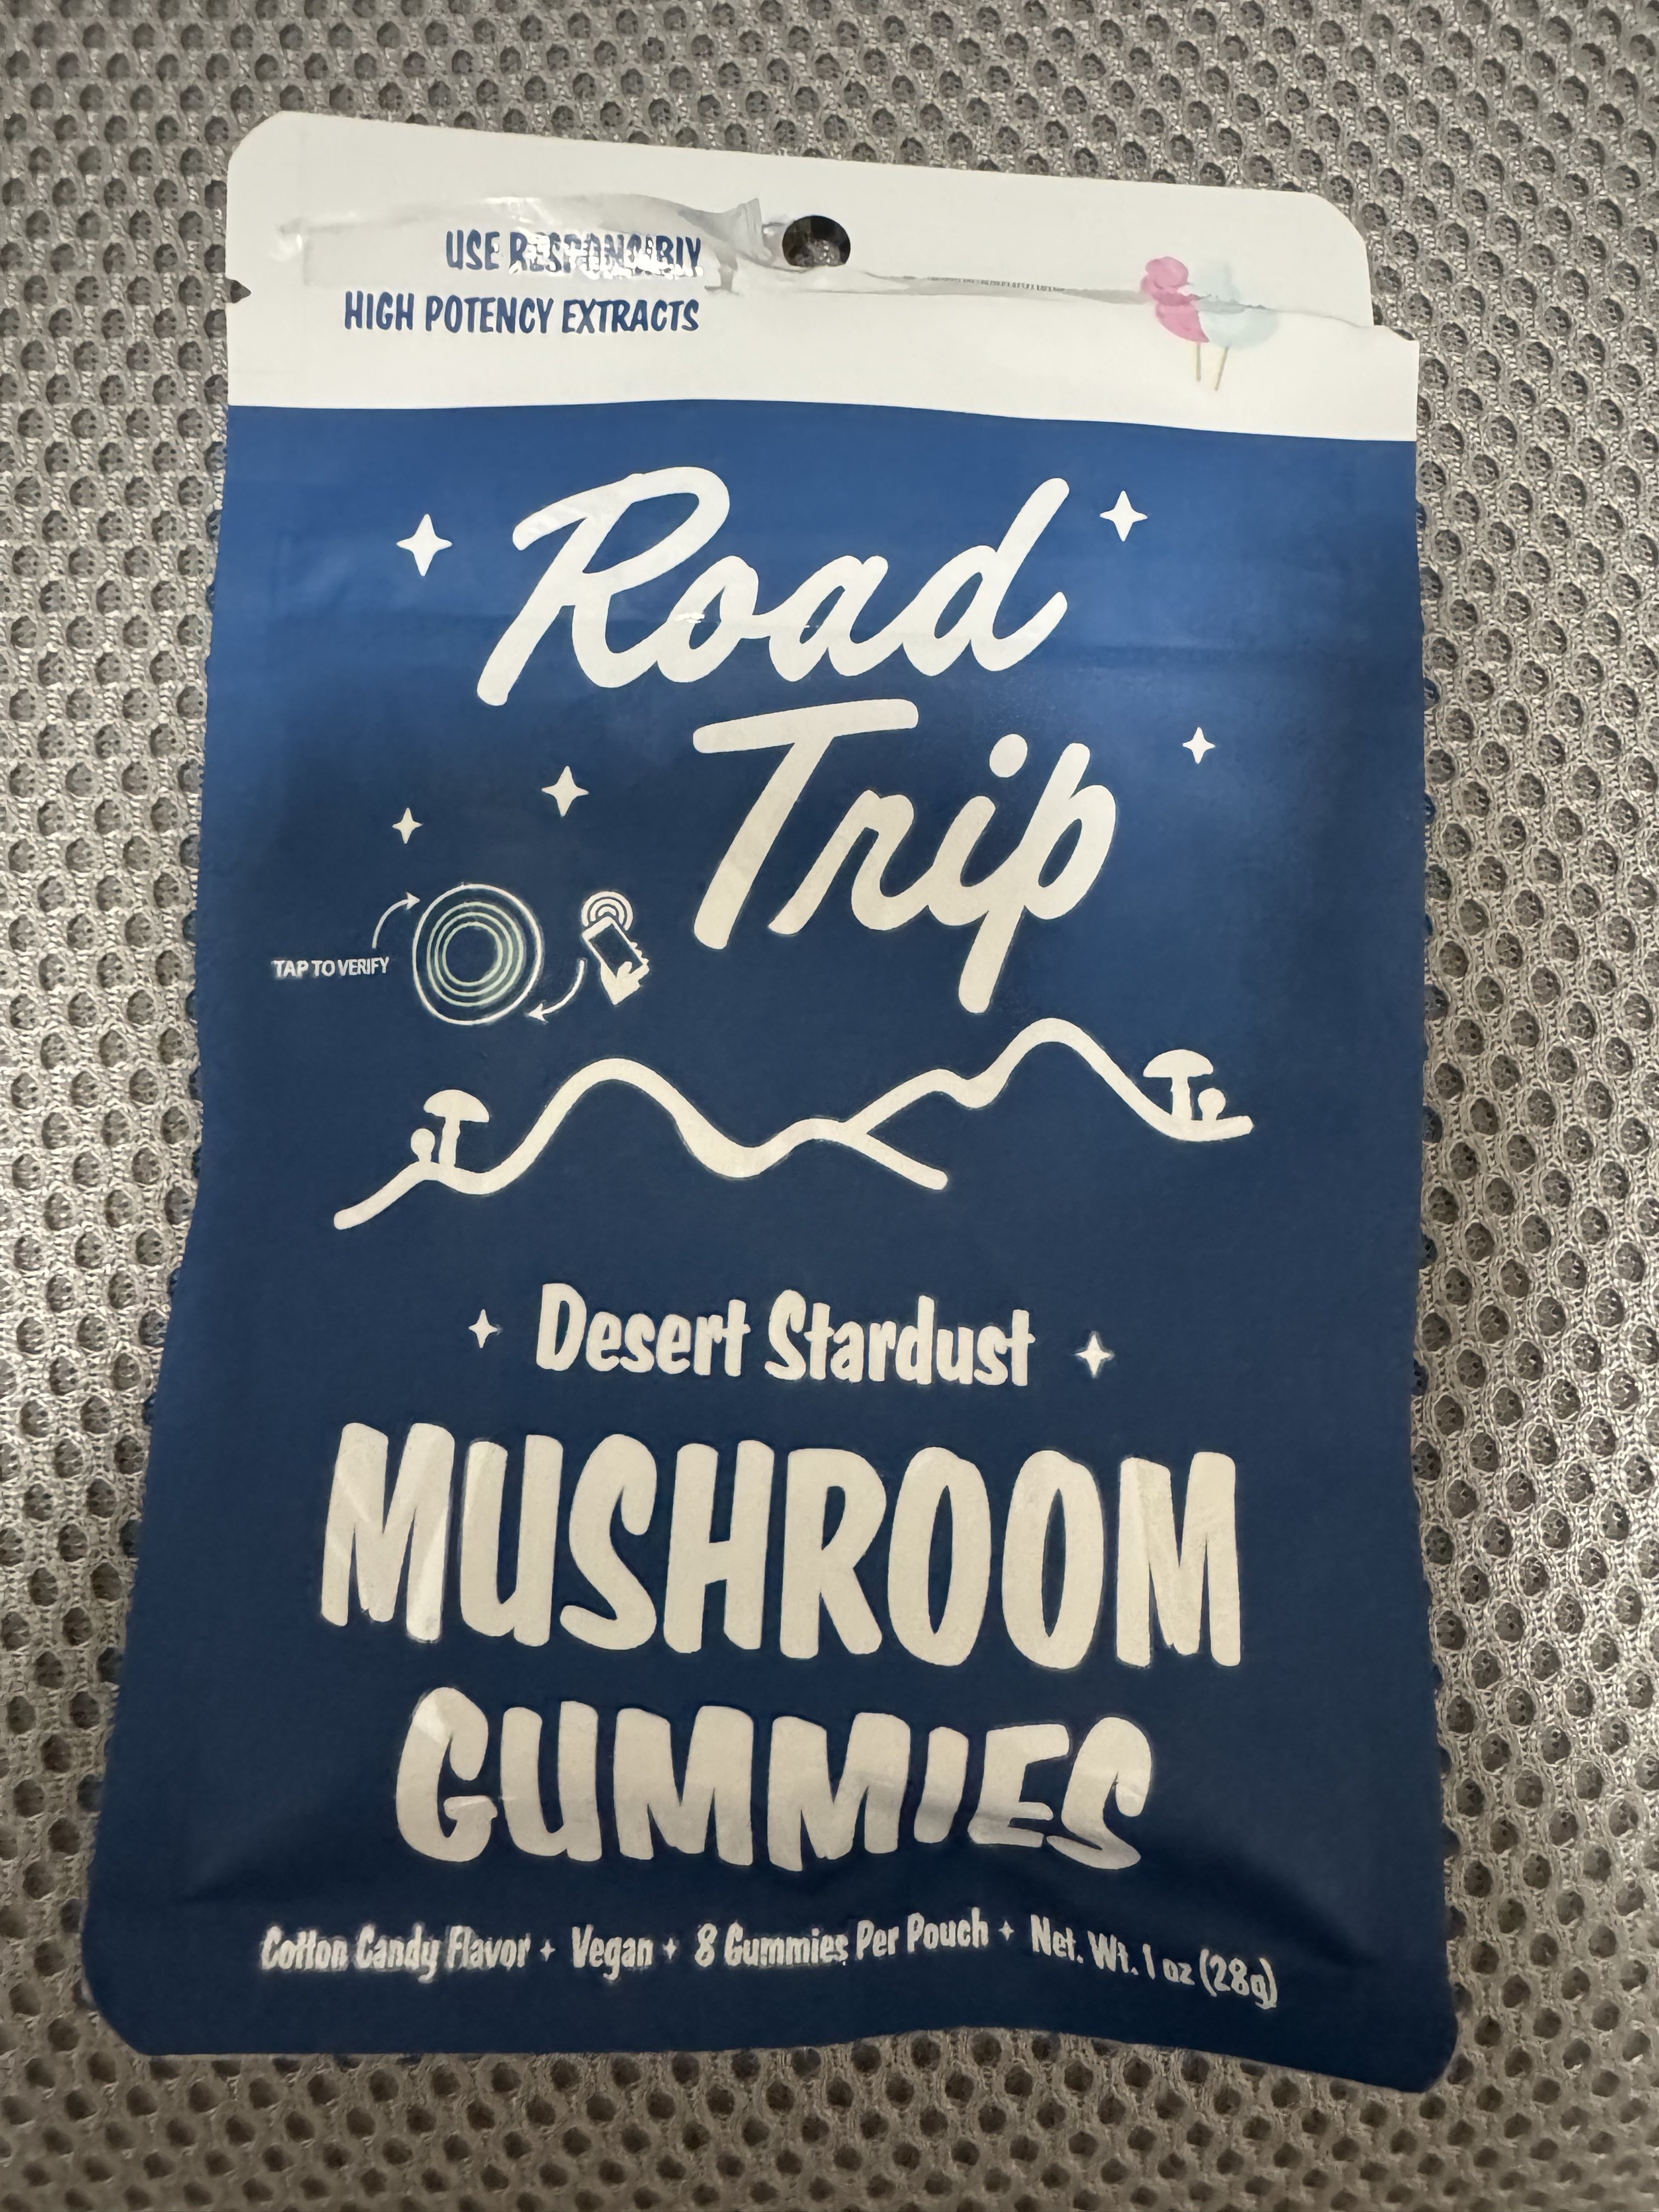 USE RESPONSIBLY
HIGH POTENCY EXTRACTS
Road
Trip
TAP TO VERIFY
Desert Stardust
MUSHROOM
GUMMIES
Cotton Candy Flavor + Vegan + 8 Gummies Per Pouch + Net. Wt. 1 oz (28g)